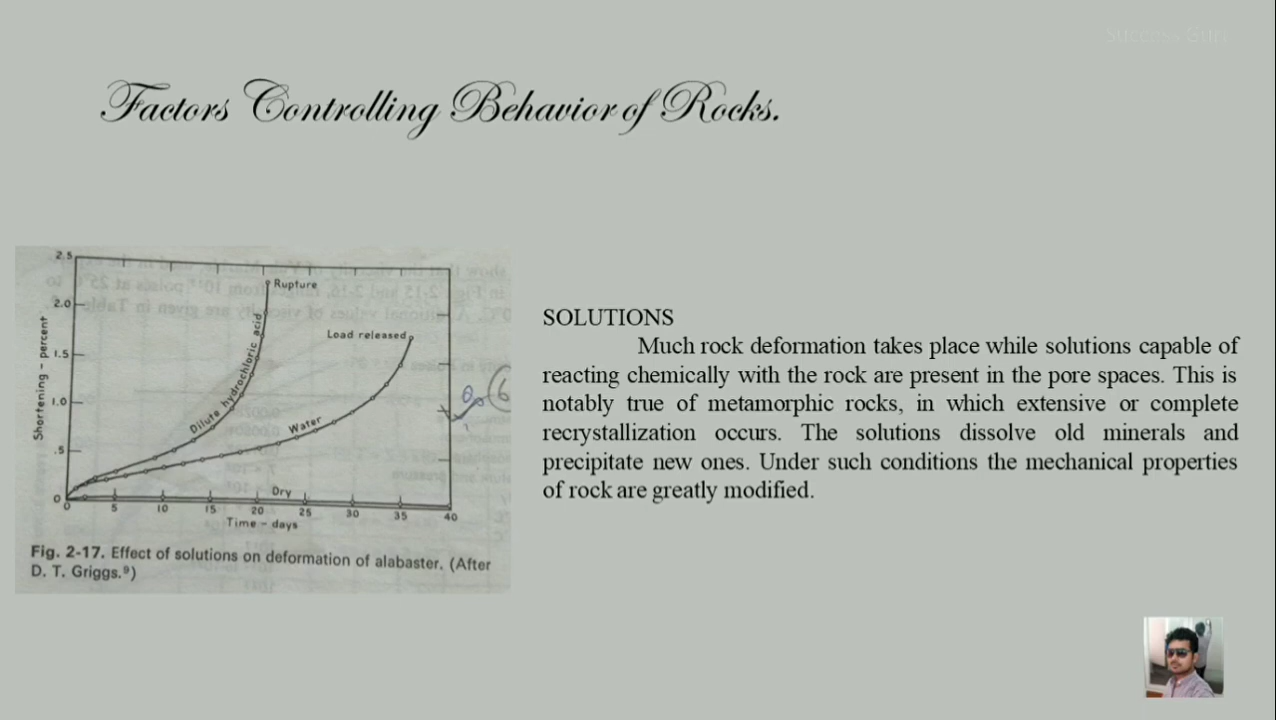 Factors Controlling Behavior of Rocks.
2.5
2.0
1.5
1.0
.5
0
Shortening - percent
Rupture
Load released
Dilute hydrochloric acid
Water
Dry
0 5 10 15 20 25 30 35 40
Time - days
Fig. 2-17. Effect of solutions on deformation of alabaster. (After
D. T. Griggs.⁹)
SOLUTIONS
Much rock deformation takes place while solutions capable of
reacting chemically with the rock are present in the pore spaces. This is
notably true of metamorphic rocks, in which extensive or complete
recrystallization occurs. The solutions dissolve old minerals and
precipitate new ones. Under such conditions the mechanical properties
of rock are greatly modified.